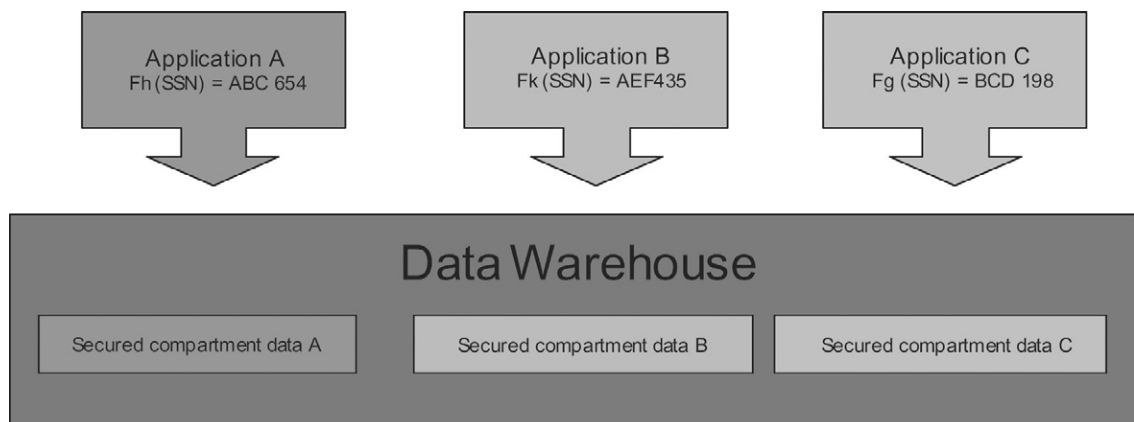 Application A
Fh (SSN) = ABC 654
Application B
Fk (SSN) = AEF435
Application C
Fg (SSN) = BCD 198
Data Warehouse
Secured compartment data A
Secured compartment data B
Secured compartment data C